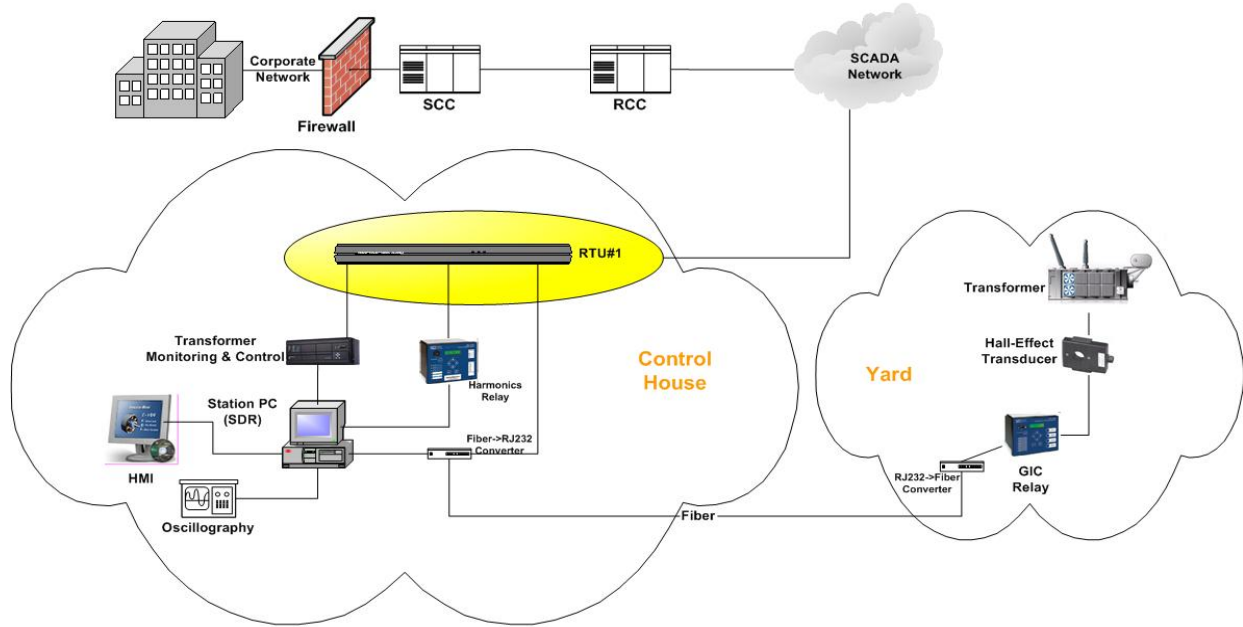 Corporate
Network
Firewall
SCC
RCC
SCADA
Network
RTU#1
Transformer
Monitoring & Control
Harmonics
Relay
Control
House
Station PC
(SDR)
HMI
Oscillography
Fiber->RJ232
Converter
Fiber
Yard
Transformer
Hall-Effect
Transducer
GIC
Relay
RJ232->Fiber
Converter